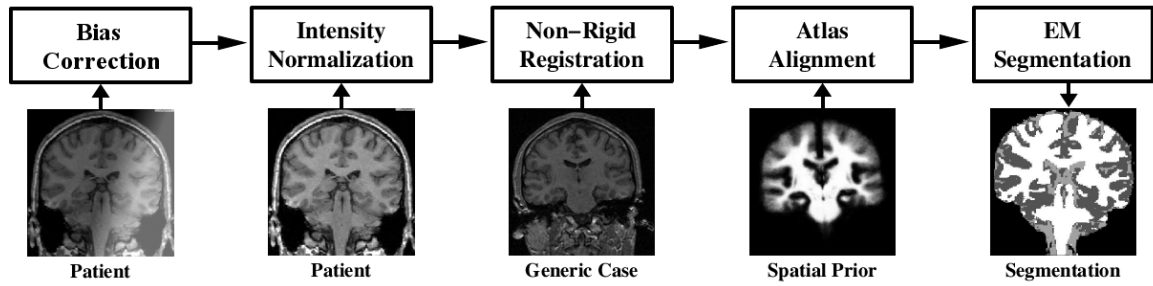 Bias
Correction
Intensity
Normalization
Non−Rigid
Registration
Atlas
Alignment
EM
Segmentation
Patient
Patient
Generic Case
Spatial Prior
Segmentation